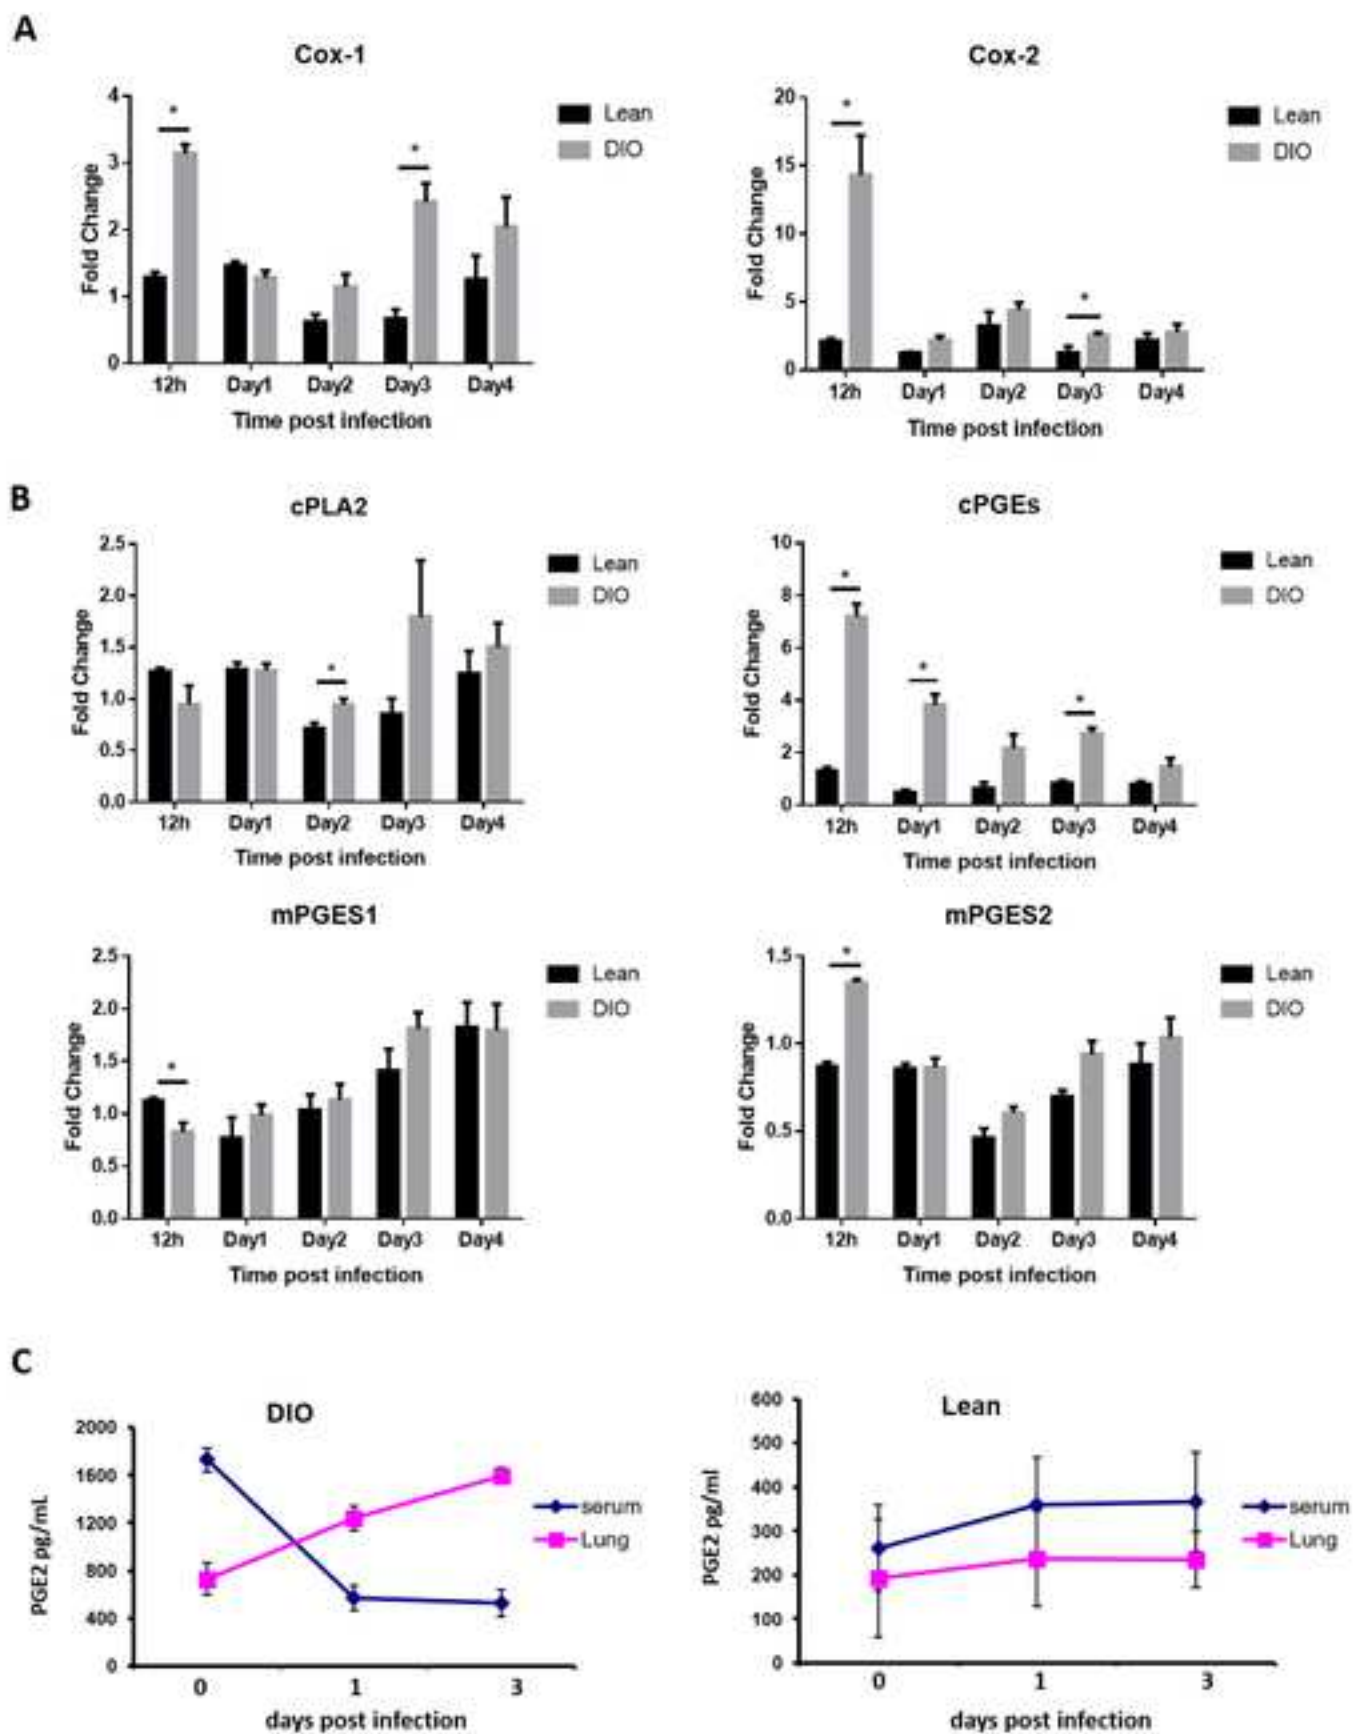 A
Cox-1
4
3
2
1
0
Fold Change
*
*
12h Day1 Day2 Day3 Day4
Time post infection
Lean
DIO
Cox-2
20
15
10
5
0
Fold Change
*
*
12h Day1 Day2 Day3 Day4
Time post infection
Lean
DIO
B
cPLA2
2.5
2.0
1.5
1.0
0.5
0.0
Fold Change
*
12h Day1 Day2 Day3 Day4
Time post infection
Lean
DIO
cPGEs
10
8
6
4
2
0
Fold Change
*
*
*
12h Day1 Day2 Day3 Day4
Time post infection
Lean
DIO
mPGES1
2.5
2.0
1.5
1.0
0.5
0.0
Fold Change
*
12h Day1 Day2 Day3 Day4
Time post infection
Lean
DIO
mPGES2
1.5
1.0
0.5
0.0
Fold Change
*
12h Day1 Day2 Day3 Day4
Time post infection
Lean
DIO
C
DIO
2000
1600
1200
800
400
0
PGE2 pg/mL
0 1 3
days post infection
serum
Lung
Lean
600
500
400
300
200
100
0
PGE2 pg/ml
0 1 3
days post infection
serum
Lung